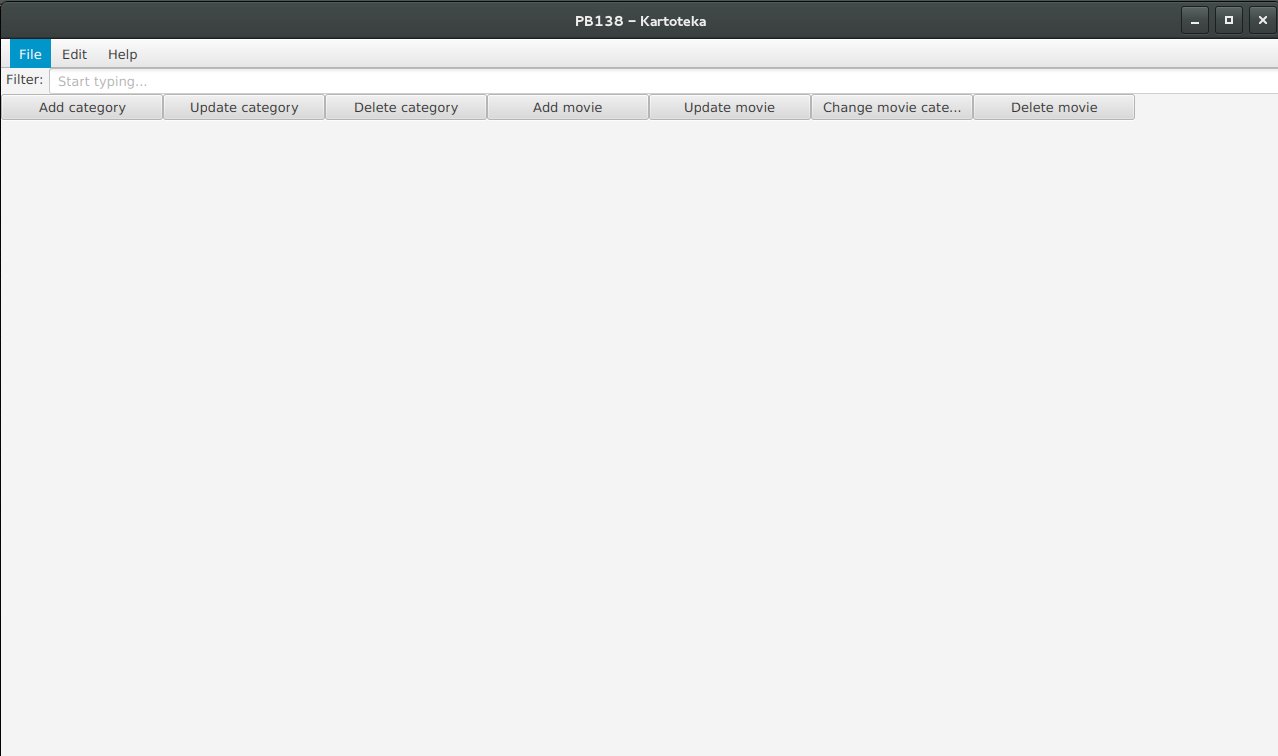 PB138 – Kartoteka
File Edit Help
Filter: Start typing...
Add category Update category Delete category Add movie Update movie Change movie cate... Delete movie